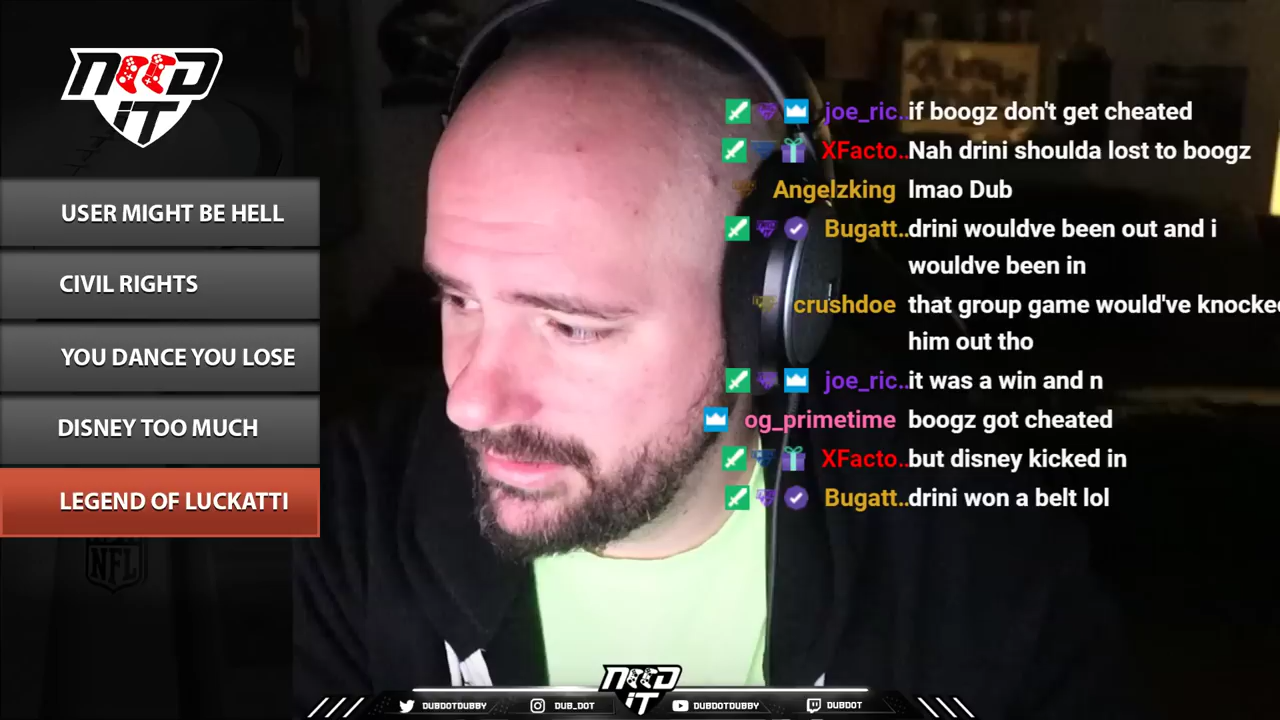 NEED
iT
USER MIGHT BE HELL
CIVIL RIGHTS
YOU DANCE YOU LOSE
DISNEY TOO MUCH
LEGEND OF LUCKATTI
NFL
joe_ric.. if boogz don't get cheated
XFacto.. Nah drini shoulda lost to boogz
Angelzking lmao Dub
Bugatt.. drini wouldve been out and i
wouldve been in
crushdoe that group game would've knocked
him out tho
joe_ric.. it was a win and n
og_primetime boogz got cheated
XFacto.. but disney kicked in
Bugatt.. drini won a belt lol
NEED
iT
DUBDOTDUBBY DUB_DOT DUBDOTDUBBY DUBDOT